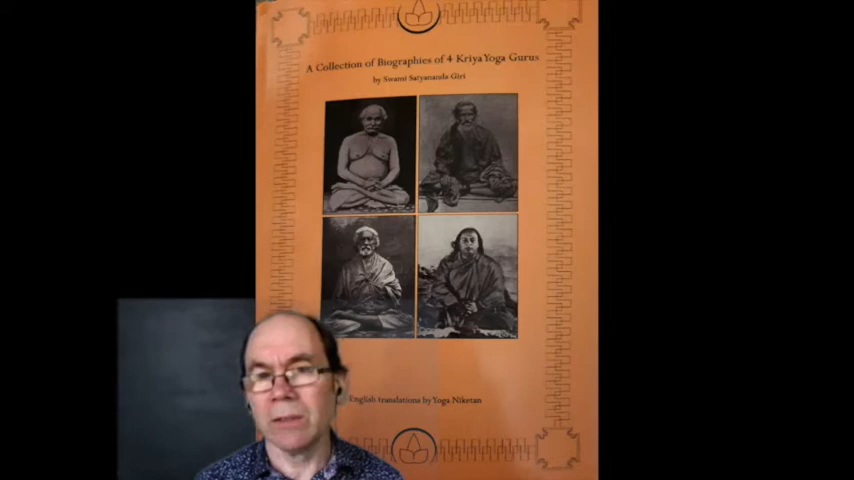 A Collection of Biographies of 4 Kriya Yoga Gurus
by Swami Satyananda Giri
English translations by Yoga Niketan